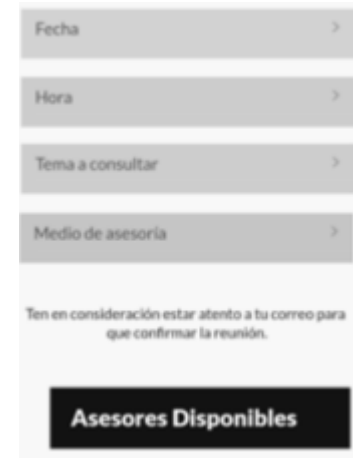 Fecha
Hora
Tema a consultar
Medio de asesoría
Ten en consideración estar atento a tu correo para
que confirmar la reunión.
Asesores Disponibles